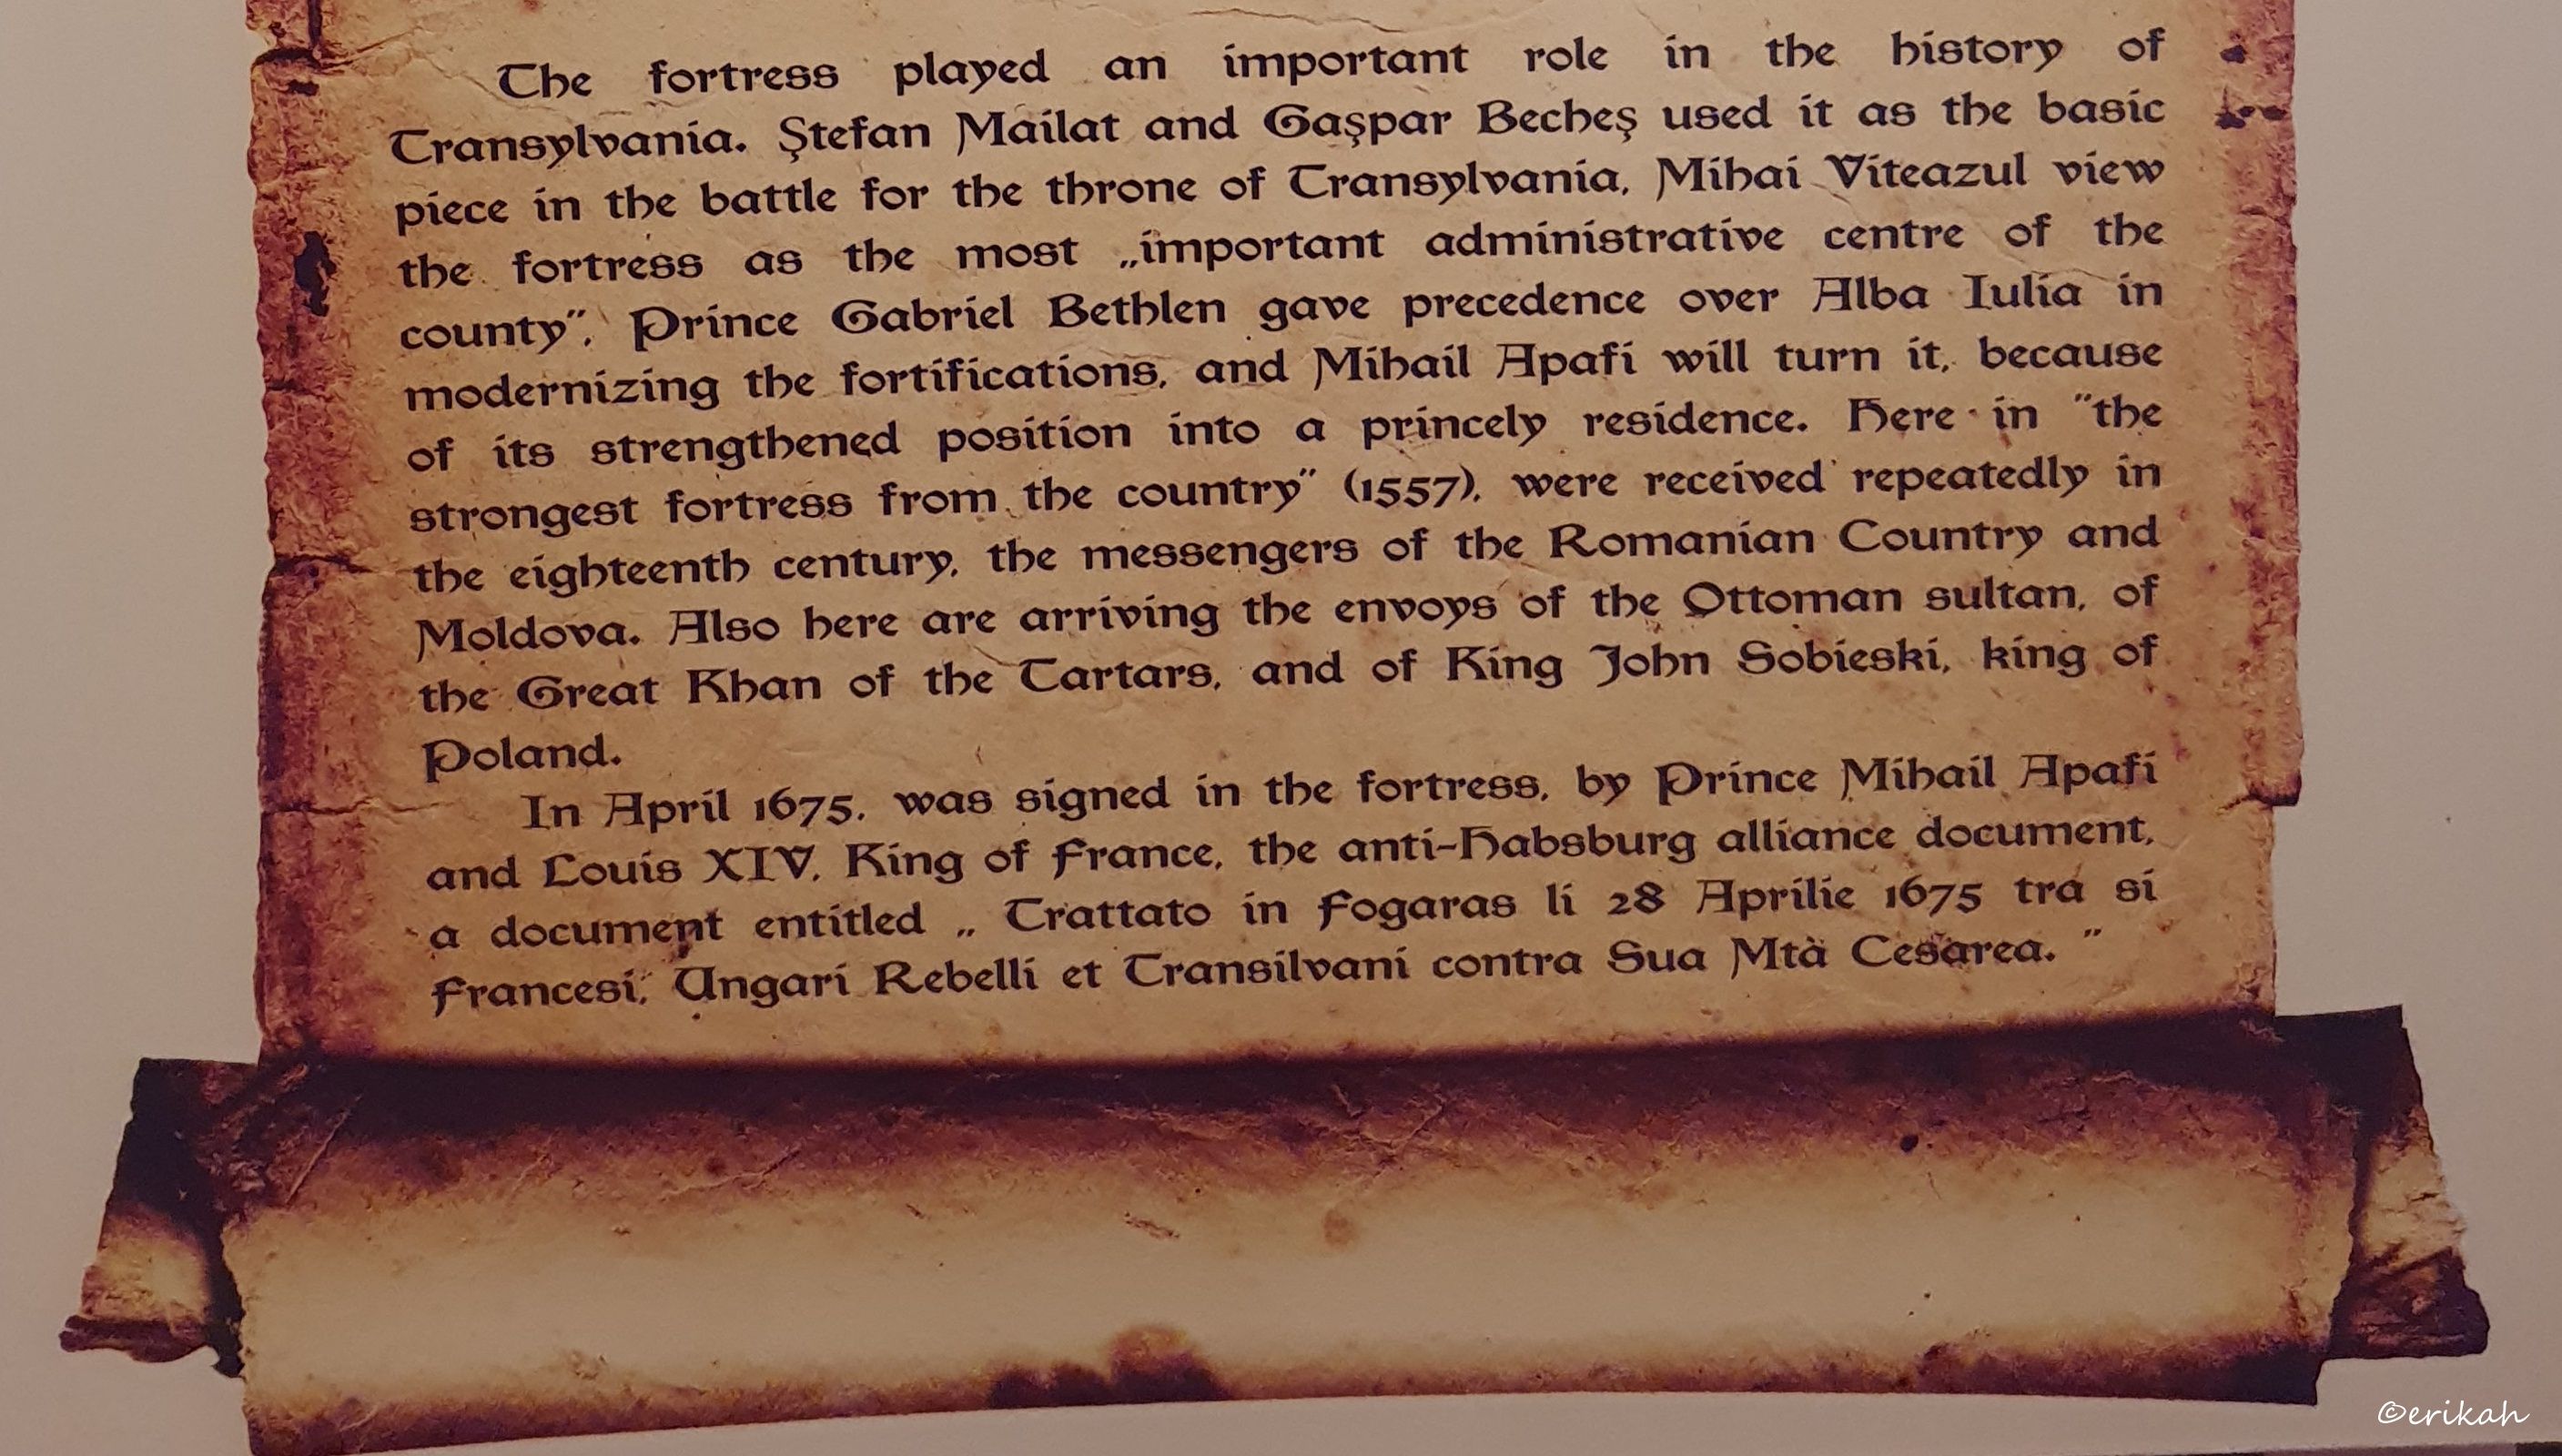 The fortress played an important role in the history of
Transylvania. Ștefan Mailat and Gașpar Becheș used it as the basic
piece in the battle for the throne of Transylvania, Mihai Viteazul view
the fortress as the most „important administrative centre of the
county”, Prince Gabriel Bethlen gave precedence over Alba Iulia in
modernizing the fortifications, and Mihail Apafi will turn it, because
of its strengthened position into a princely residence. Here in "the
strongest fortress from the country" (1557), were received repeatedly in
the eighteenth century, the messengers of the Romanian Country and
Moldova. Also here are arriving the envoys of the Ottoman sultan, of
the Great Khan of the Tartars, and of King John Sobieski, king of
Poland.
In April 1675, was signed in the fortress, by Prince Mihail Apafi
and Louis XIV, King of France, the anti-Habsburg alliance document,
a document entitled „ Trattato in Fogaras li 28 Aprilie 1675 tra si
Francesi, Ungari Rebelli et Transilvani contra Sua Mtà Cesarea. ”
©erikah